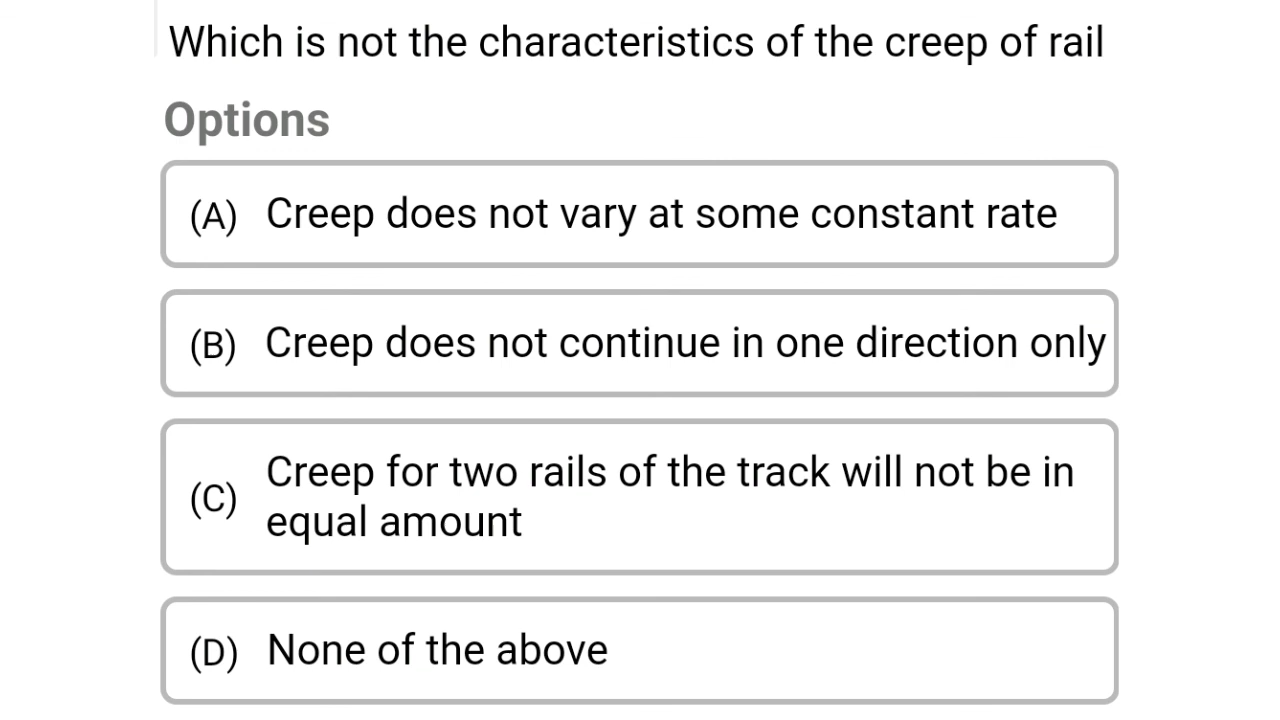 Which is not the characteristics of the creep of rail
Options
(A) Creep does not vary at some constant rate
(B) Creep does not continue in one direction only
(C) Creep for two rails of the track will not be in
equal amount
(D) None of the above